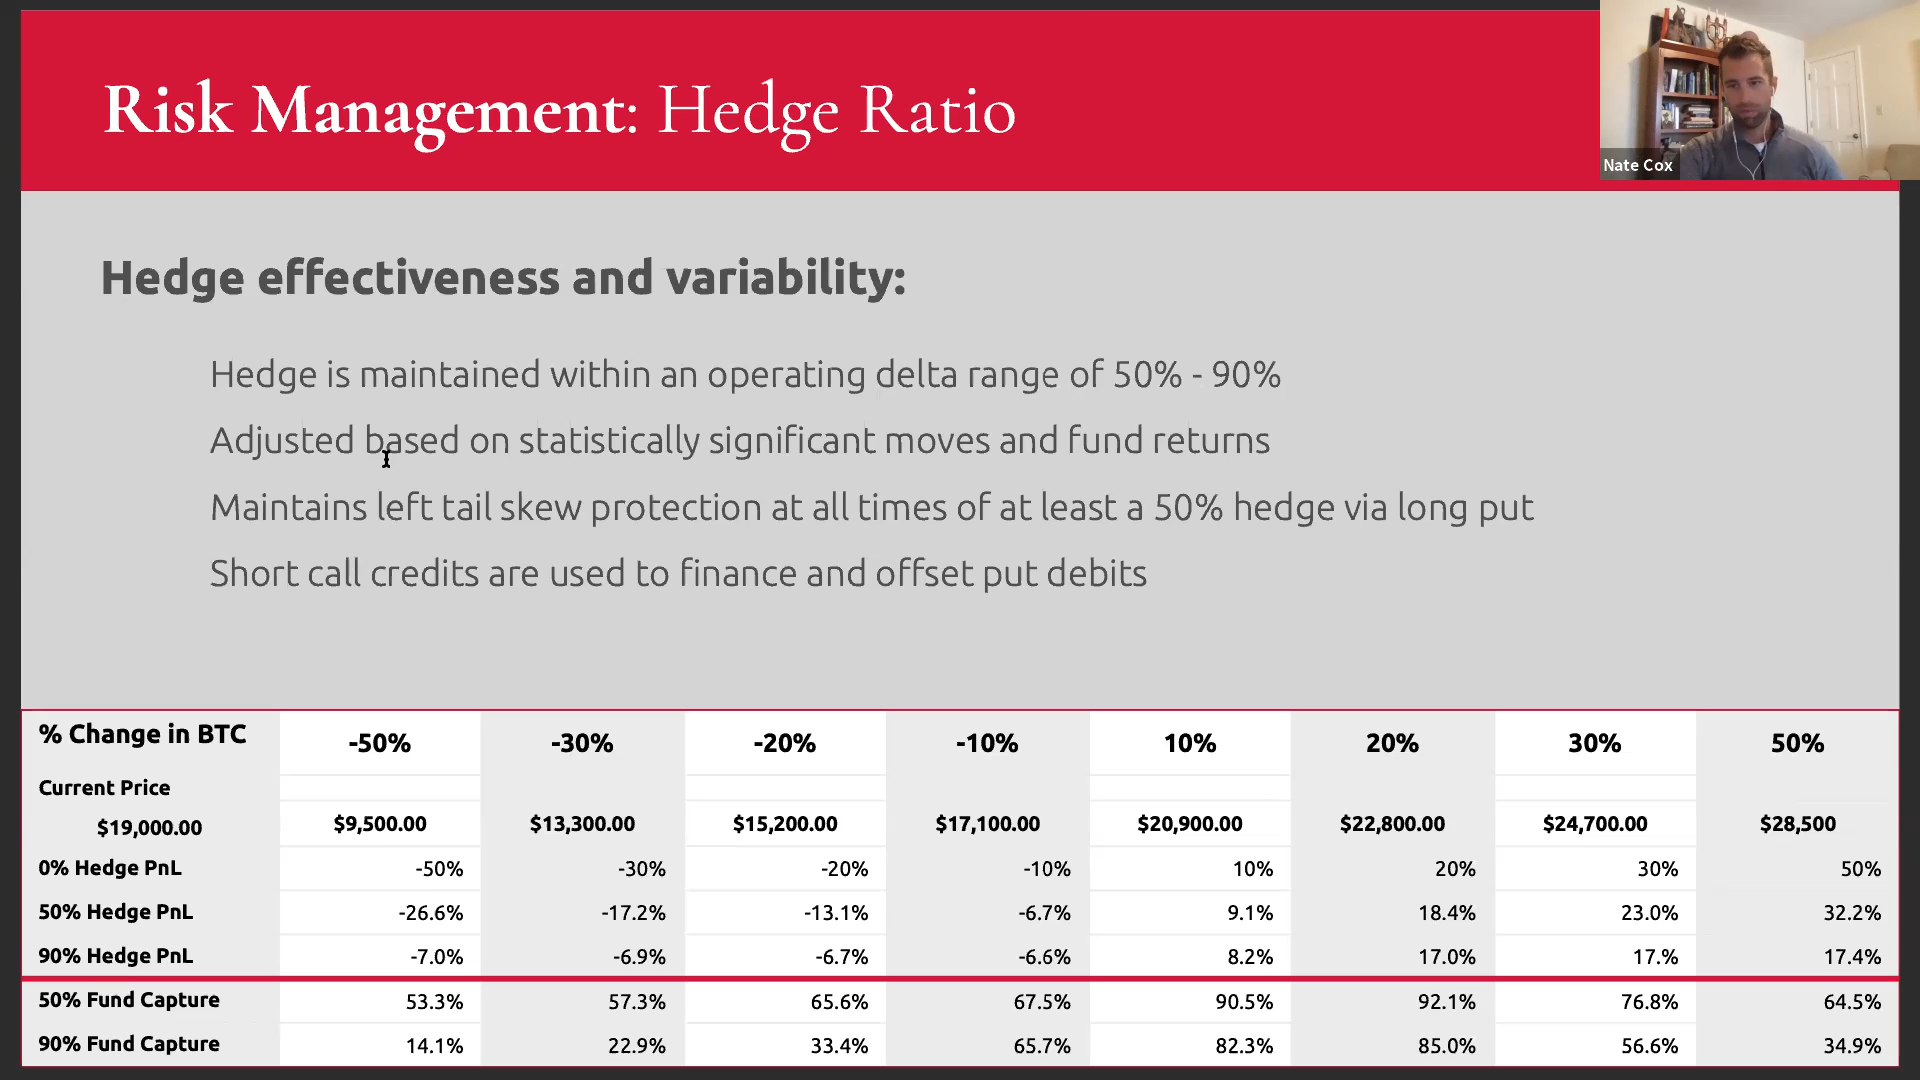 Risk Management: Hedge Ratio
Nate Cox
Hedge effectiveness and variability:
Hedge is maintained within an operating delta range of 50% - 90%
Adjusted based on statistically significant moves and fund returns
Maintains left tail skew protection at all times of at least a 50% hedge via long put
Short call credits are used to finance and offset put debits
% Change in BTC -50% -30% -20% -10% 10% 20% 30% 50%
Current Price
$19,000.00 $9,500.00 $13,300.00 $15,200.00 $17,100.00 $20,900.00 $22,800.00 $24,700.00 $28,500
0% Hedge PnL -50% -30% -20% -10% 10% 20% 30% 50%
50% Hedge PnL -26.6% -17.2% -13.1% -6.7% 9.1% 18.4% 23.0% 32.2%
90% Hedge PnL -7.0% -6.9% -6.7% -6.6% 8.2% 17.0% 17.% 17.4%
50% Fund Capture 53.3% 57.3% 65.6% 67.5% 90.5% 92.1% 76.8% 64.5%
90% Fund Capture 14.1% 22.9% 33.4% 65.7% 82.3% 85.0% 56.6% 34.9%